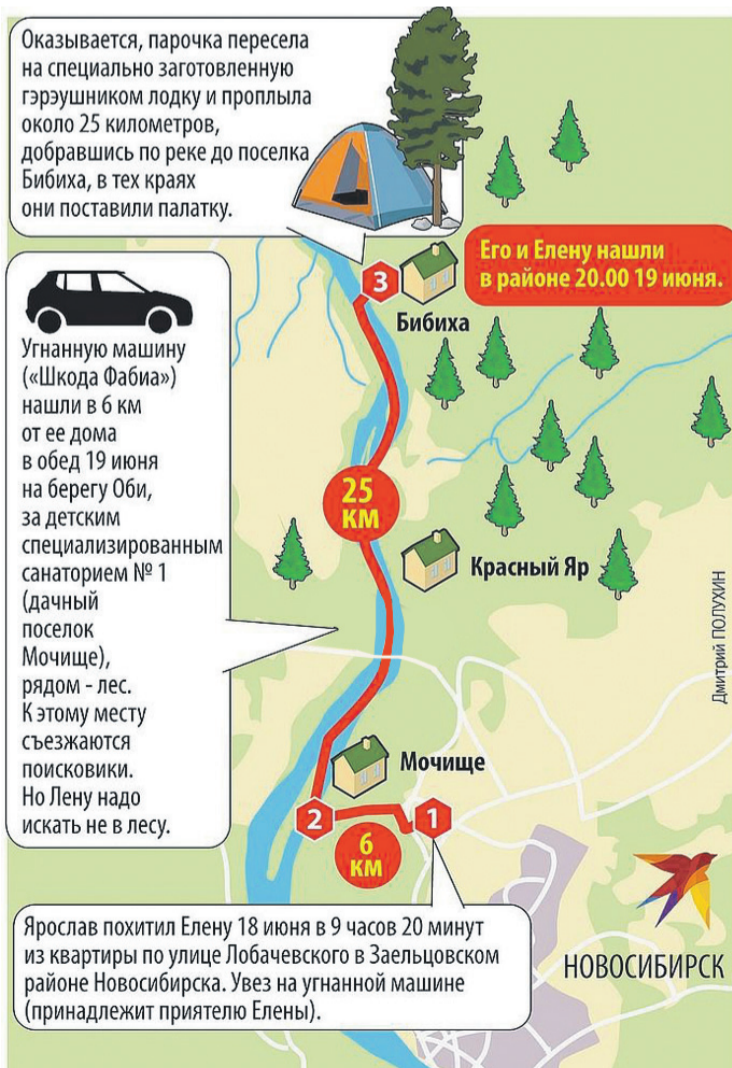 Оказывается, парочка пересела
на специально заготовленную
гэрэушником лодку и проплыла
около 25 километров,
добравшись по реке до поселка
Бибиха, в тех краях
они поставили палатку.
Его и Елену нашли
в районе 20.00 19 июня.
3
Бибиха
Угнанную машину
(«Шкода Фабиа»)
нашли в 6 км
от ее дома
в обед 19 июня
на берегу Оби,
за детским
специализированным
санаторием № 1
(дачный
поселок
Мочище),
рядом - лес.
К этому месту
съезжаются
поисковики.
Но Лену надо
искать не в лесу.
25
км
Красный Яр
Дмитрий ПОЛУХИН
Мочище
2
1
6
км
Ярослав похитил Елену 18 июня в 9 часов 20 минут
из квартиры по улице Лобачевского в Заельцовском
районе Новосибирска. Увез на угнанной машине
(принадлежит приятелю Елены).
НОВОСИБИРСК